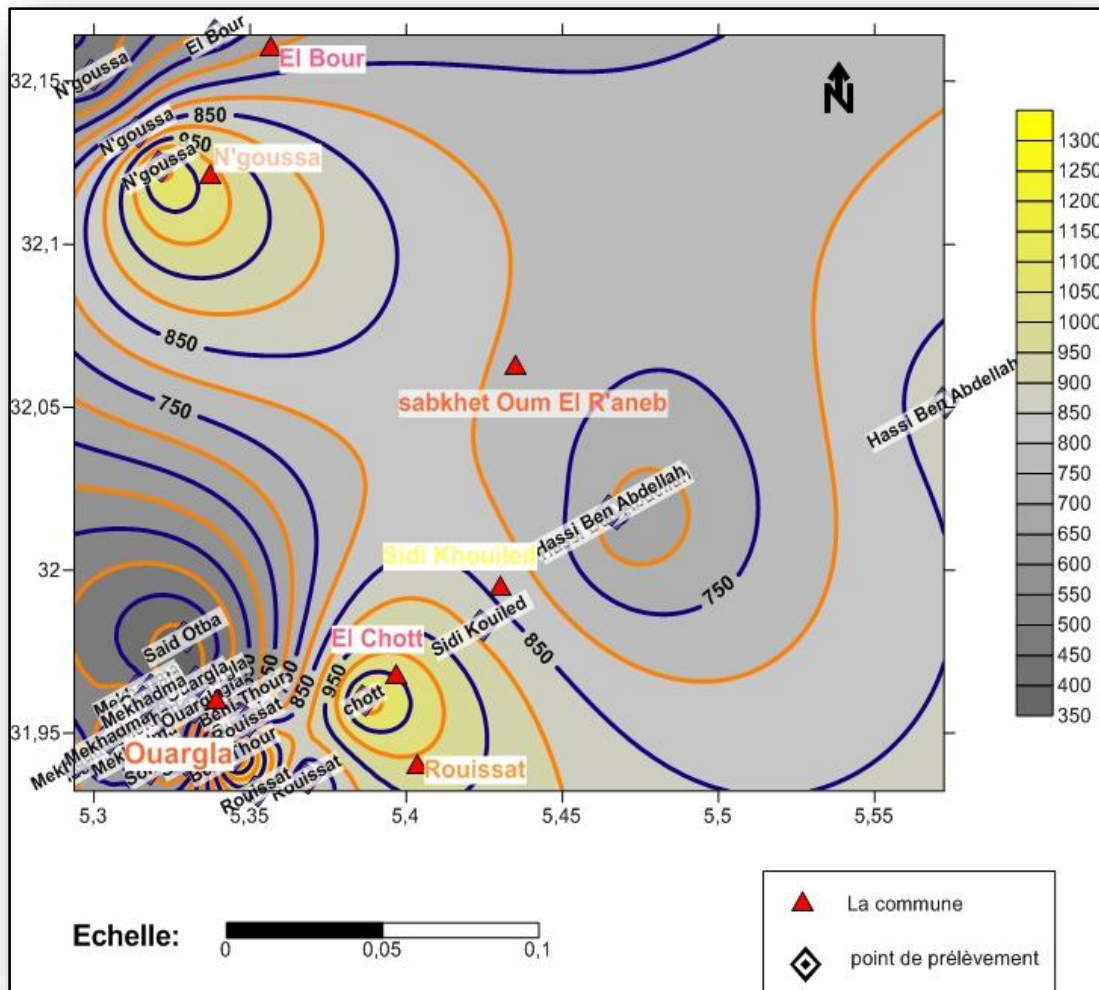 El Bour
El Bour
N'goussa
32,15
N'goussa
850
N'goussa
N'goussa
32,1
850
32,05
750
sabkhet Oum El R'aneb
Hassi Ben Abdellah
Hassi Ben Abdellah
32
Sidi Khouiled
Sidi Kouiled
750
850
El Chott
Said Otba
950
850
chott
Mekhadma
Ouargla
Rouissat
31,95
Ouargla
Rouissat
Rouissat
Rouissat
5,3
5,35
5,4
5,45
5,5
5,55
N
1300
1250
1200
1150
1100
1050
1000
950
900
850
800
750
700
650
600
550
500
450
400
350
Echelle:
0
0,05
0,1
La commune
point de prélèvement